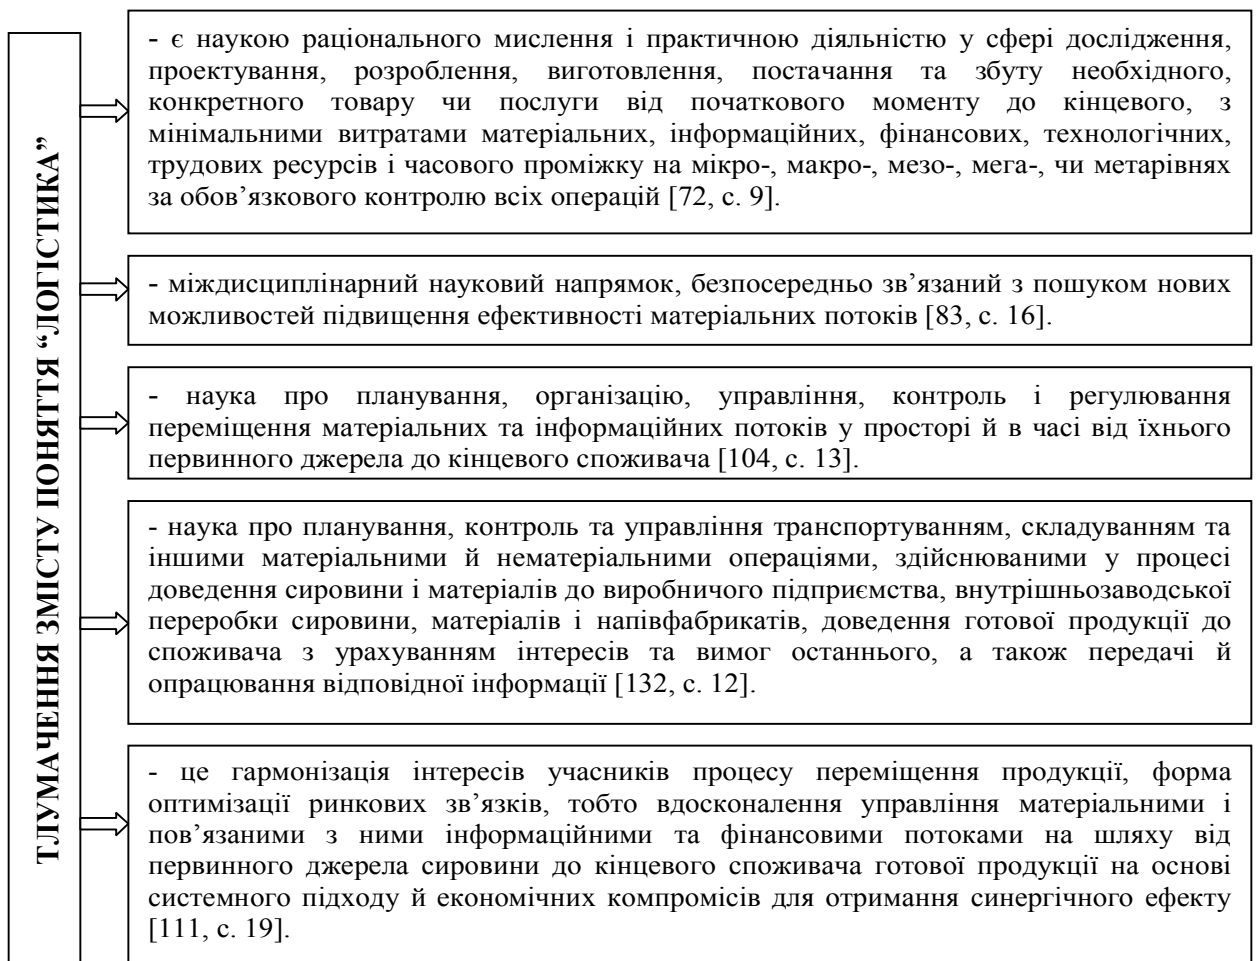 ТЛУМАЧЕННЯ ЗМІСТУ ПОНЯТТЯ “ЛОГІСТИКА”
- є наукою раціонального мислення і практичною діяльністю у сфері дослідження,
проектування, розроблення, виготовлення, постачання та збуту необхідного,
конкретного товару чи послуги від початкового моменту до кінцевого, з
мінімальними витратами матеріальних, інформаційних, фінансових, технологічних,
трудових ресурсів і часового проміжку на мікро-, макро-, мезо-, мега-, чи метарівнях
за обов’язкового контролю всіх операцій [72, с. 9].
- міждисциплінарний науковий напрямок, безпосередньо зв’язаний з пошуком нових
можливостей підвищення ефективності матеріальних потоків [83, с. 16].
- наука про планування, організацію, управління, контроль і регулювання
переміщення матеріальних та інформаційних потоків у просторі й в часі від їхнього
первинного джерела до кінцевого споживача [104, с. 13].
- наука про планування, контроль та управління транспортуванням, складуванням та
іншими матеріальними й нематеріальними операціями, здійснюваними у процесі
доведення сировини і матеріалів до виробничого підприємства, внутрішньозаводської
переробки сировини, матеріалів і напівфабрикатів, доведення готової продукції до
споживача з урахуванням інтересів та вимог останнього, а також передачі й
опрацювання відповідної інформації [132, с. 12].
- це гармонізація інтересів учасників процесу переміщення продукції, форма
оптимізації ринкових зв’язків, тобто вдосконалення управління матеріальними і
пов’язаними з ними інформаційними та фінансовими потоками на шляху від
первинного джерела сировини до кінцевого споживача готової продукції на основі
системного підходу й економічних компромісів для отримання синергічного ефекту
[111, с. 19].